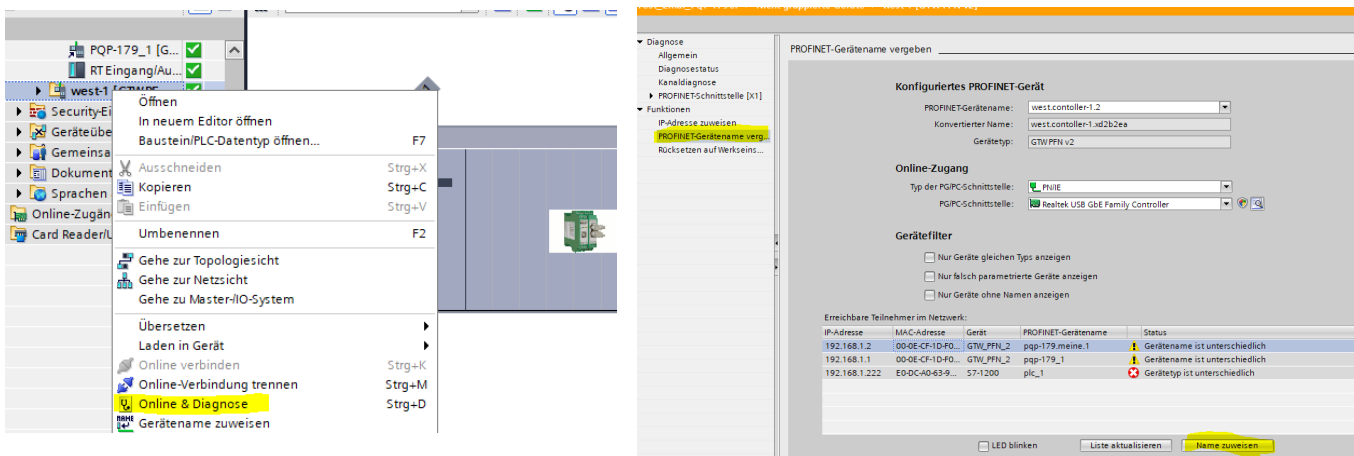 PQP-179_1 [G...
RT Eingang/Au...
west-1 [GTW PF
Security-Ei
Geräteübe
Gemeinsa
Dokument
Sprachen
Online-Zugän
Card Reader/U
Öffnen
In neuem Editor öffnen
Baustein/PLC-Datentyp öffnen... F7
Ausschneiden Strg+X
Kopieren Strg+C
Einfügen Strg+V
Umbenennen F2
Gehe zur Topologiesicht
Gehe zur Netzsicht
Gehe zu Master-/IO-System
Übersetzen
Laden in Gerät
Online verbinden Strg+K
Online-Verbindung trennen Strg+M
Online & Diagnose Strg+D
Gerätename zuweisen
Diagnose
Allgemein
Diagnosestatus
Kanaldiagnose
PROFINET-Schnittstelle [X1]
Funktionen
IP-Adresse zuweisen
PROFINET-Gerätename verg...
Rücksetzen auf Werkseins...
PROFINET-Gerätename vergeben
Konfiguriertes PROFINET-Gerät
PROFINET-Gerätename: west.contoller-1.2
Konvertierter Name: west.contoller-1.xd2b2ea
Gerätetyp: GTW PFN v2
Online-Zugang
Typ der PG/PC-Schnittstelle: PN/IE
PG/PC-Schnittstelle: Realtek USB GbE Family Controller
Gerätefilter
Nur Geräte gleichen Typs anzeigen
Nur falsch parametrierte Geräte anzeigen
Nur Geräte ohne Namen anzeigen
Erreichbare Teilnehmer im Netzwerk:
IP-Adresse MAC-Adresse Gerät PROFINET-Gerätename Status
192.168.1.2 00-0E-CF-1D-F0... GTW_PFN_2 pqp-179.meine.1 Gerätename ist unterschiedlich
192.168.1.1 00-0E-CF-1D-F0... GTW_PFN_2 pqp-179_1 Gerätename ist unterschiedlich
192.168.1.222 E0-DC-A0-63-9... S7-1200 plc_1 Gerätetyp ist unterschiedlich
LED blinken Liste aktualisieren Name zuweisen